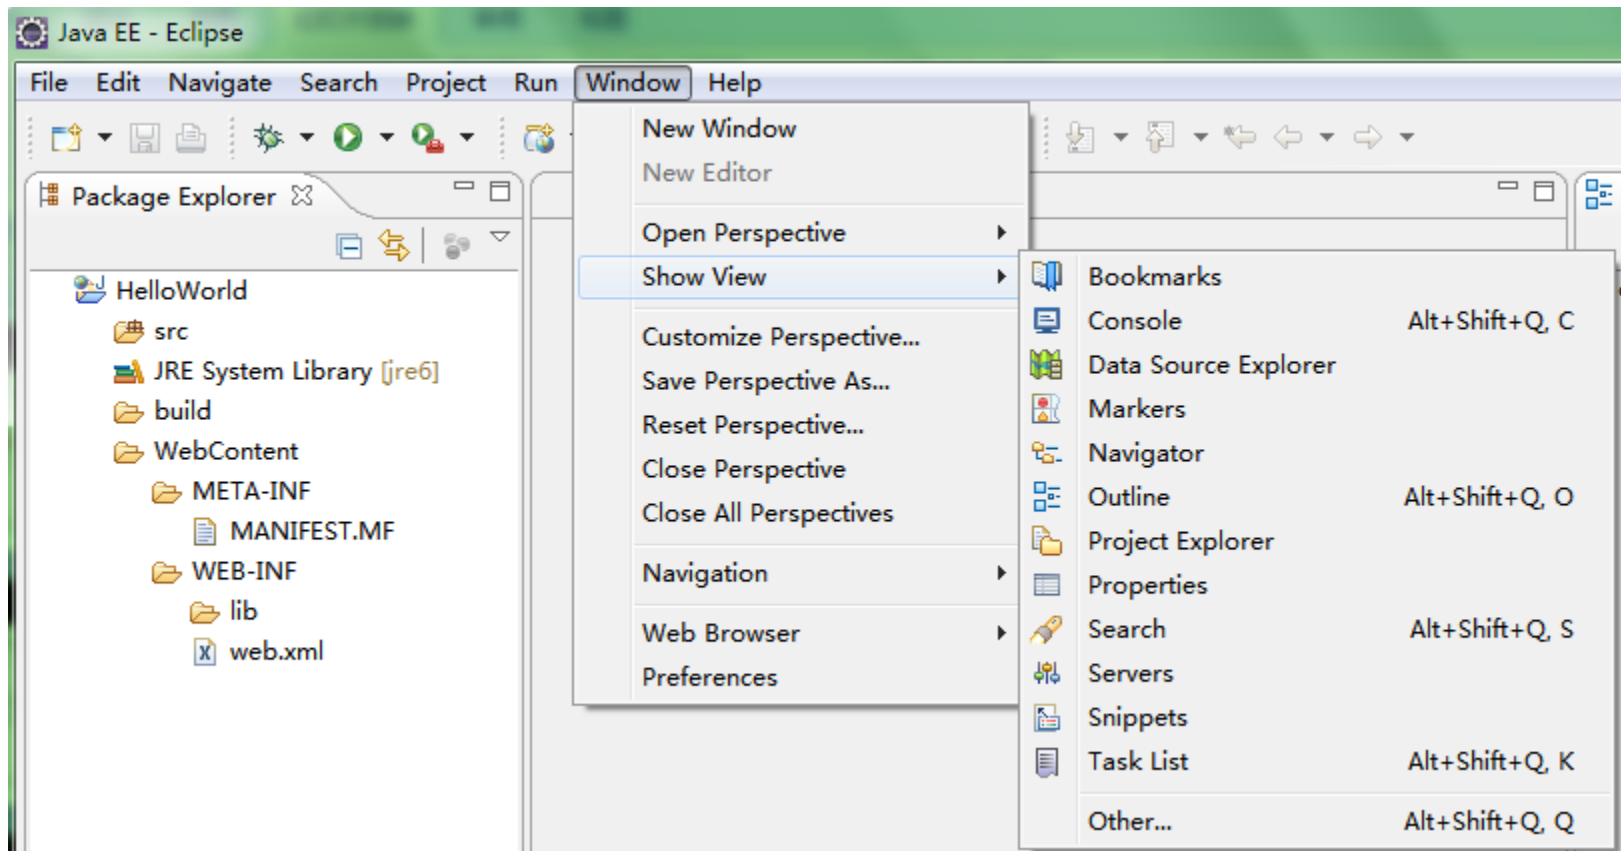 Java EE - Eclipse
File Edit Navigate Search Project Run Window Help
Package Explorer
HelloWorld
src
JRE System Library [jre6]
build
WebContent
META-INF
MANIFEST.MF
WEB-INF
lib
web.xml
New Window
New Editor
Open Perspective
Show View
Customize Perspective...
Save Perspective As...
Reset Perspective...
Close Perspective
Close All Perspectives
Navigation
Web Browser
Preferences
Bookmarks
Console Alt+Shift+Q, C
Data Source Explorer
Markers
Navigator
Outline Alt+Shift+Q, O
Project Explorer
Properties
Search Alt+Shift+Q, S
Servers
Snippets
Task List Alt+Shift+Q, K
Other... Alt+Shift+Q, Q